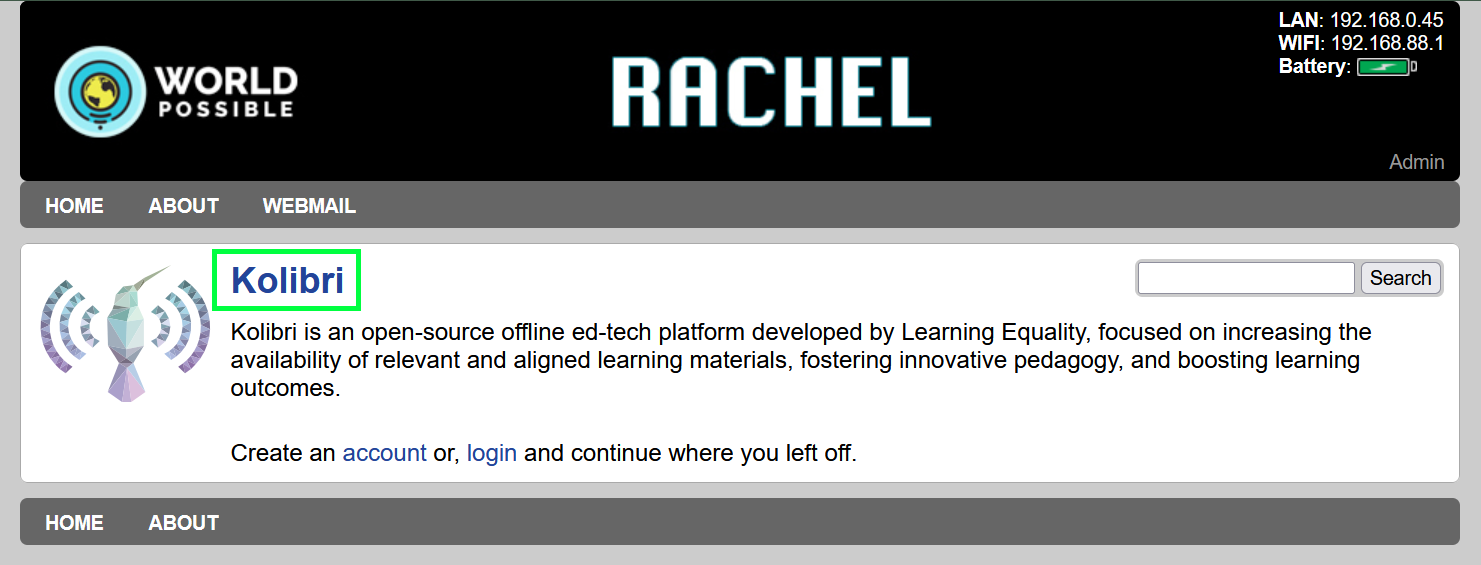 WORLD
POSSIBLE
RACHEL
LAN: 192.168.0.45
WIFI: 192.168.88.1
Battery:
Admin
HOME ABOUT WEBMAIL
Kolibri
Search
Kolibri is an open-source offline ed-tech platform developed by Learning Equality, focused on increasing the
availability of relevant and aligned learning materials, fostering innovative pedagogy, and boosting learning
outcomes.
Create an account or, login and continue where you left off.
HOME ABOUT